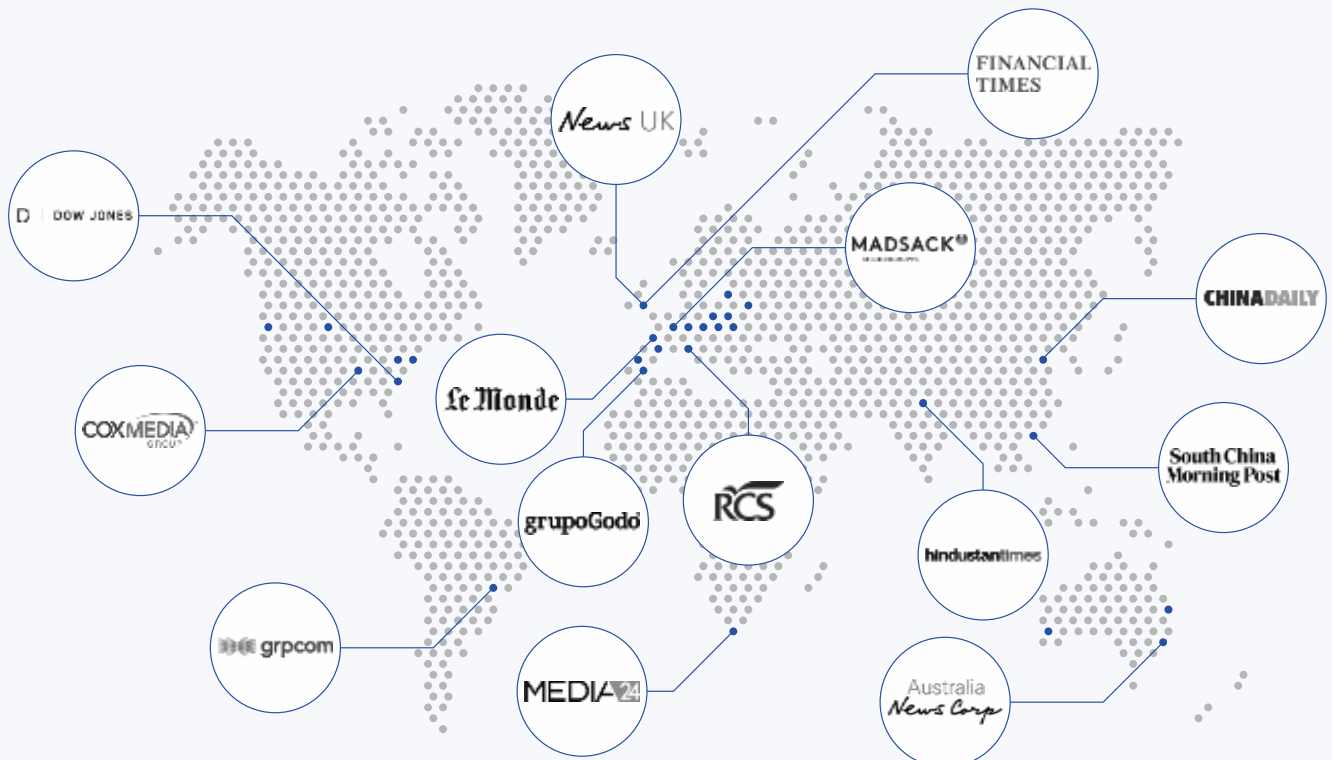 FINANCIAL
TIMES
News UK
D | DOW JONES
MADSACK
CHINADAILY
Le Monde
COXMEDIA
GROUP
South China
Morning Post
RCS
grupoGodó
hindustantimes
grpcom
MEDIA24
Australia
News Corp